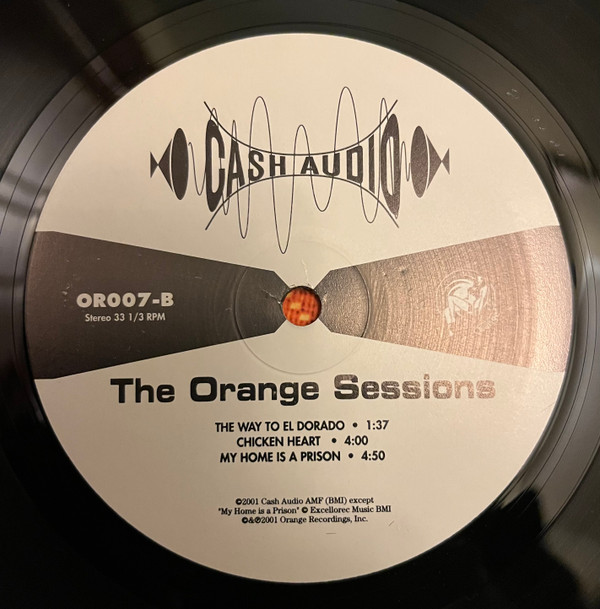 CASH AUDIO
OR007-B
Stereo 33 1/3 RPM
The Orange Sessions
THE WAY TO EL DORADO • 1:37
CHICKEN HEART • 4:00
MY HOME IS A PRISON • 4:50
©2001 Cash Audio AMF (BMI) except
"My Home is a Prison" © Excellorec Music BMI
©&℗2001 Orange Recordings, Inc.